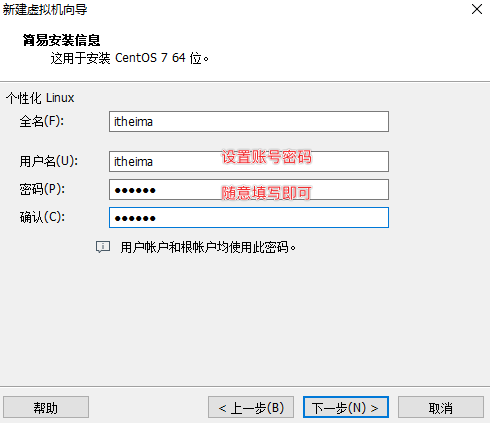 新建虚拟机向导
简易安装信息
这用于安装 CentOS 7 64 位。
个性化 Linux
全名(F):
itheima
用户名(U):
itheima
设置账号密码
密码(P):
●●●●●●
随意填写即可
确认(C):
●●●●●●
用户帐户和根帐户均使用此密码。
帮助
< 上一步(B)
下一步(N) >
取消